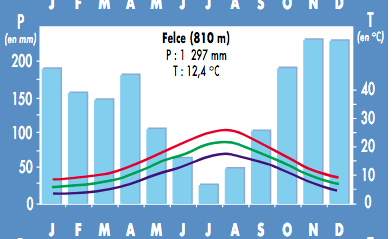 J F M A M J J A S O N D
P
(en mm)
T
(en °C)
Felce (810 m)
P : 1 297 mm
T : 12,4 °C
200
150
100
50
0
40
30
20
10
0
J F M A M J J A S O N D